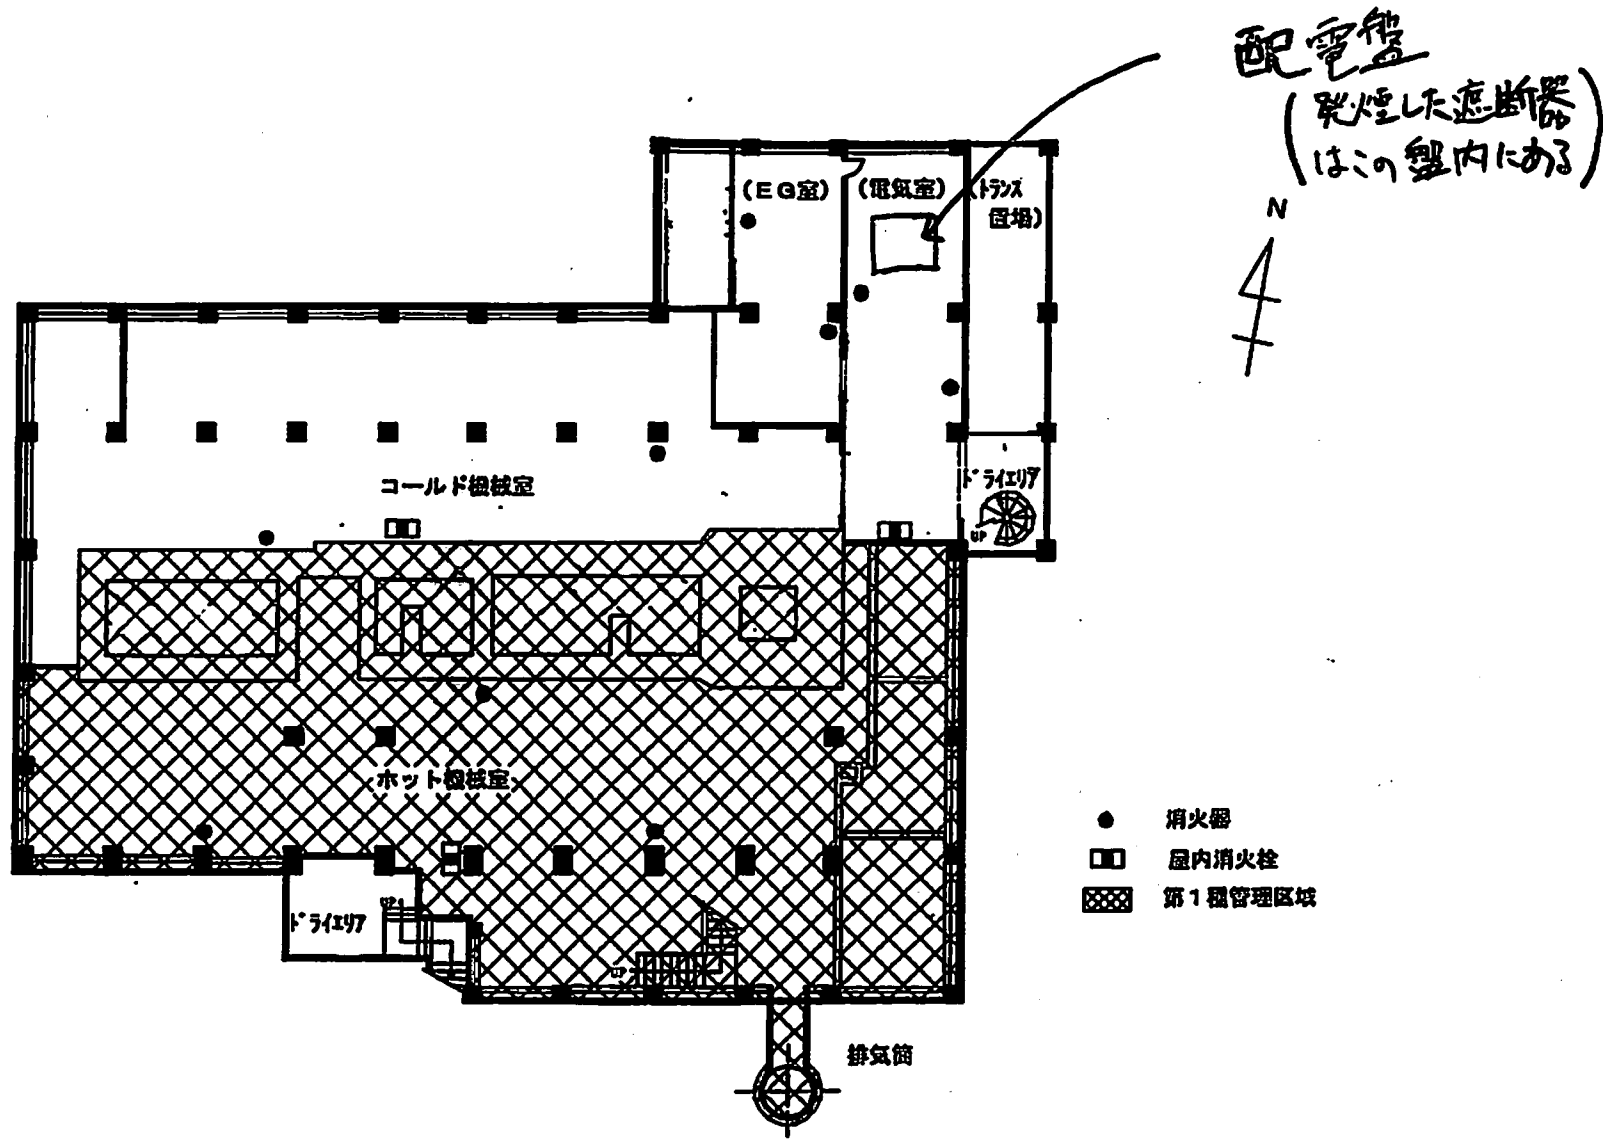 配電盤
(発煙した遮断器
はこの盤内にある)
N
(EG室)
(電気室)
(トランス
置場)
コールド機械室
ドライエリア
UP
ホット機械室
ドライエリア
UP
UP
排気筒
消火器
屋内消火栓
第1種管理区域